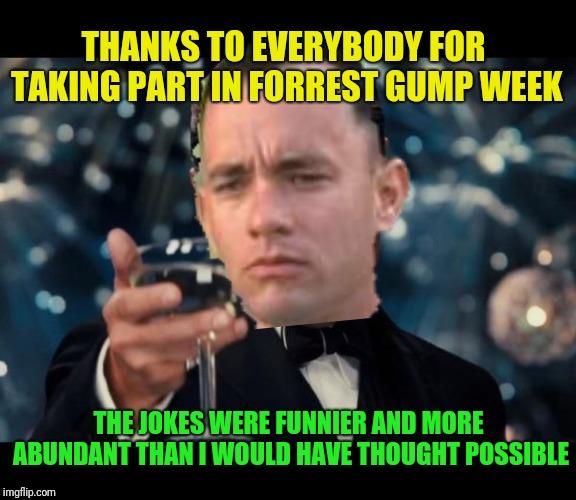 THANKS TO EVERYBODY FOR
TAKING PART IN FORREST GUMP WEEK
THE JOKES WERE FUNNIER AND MORE
ABUNDANT THAN I WOULD HAVE THOUGHT POSSIBLE
imgflip.com